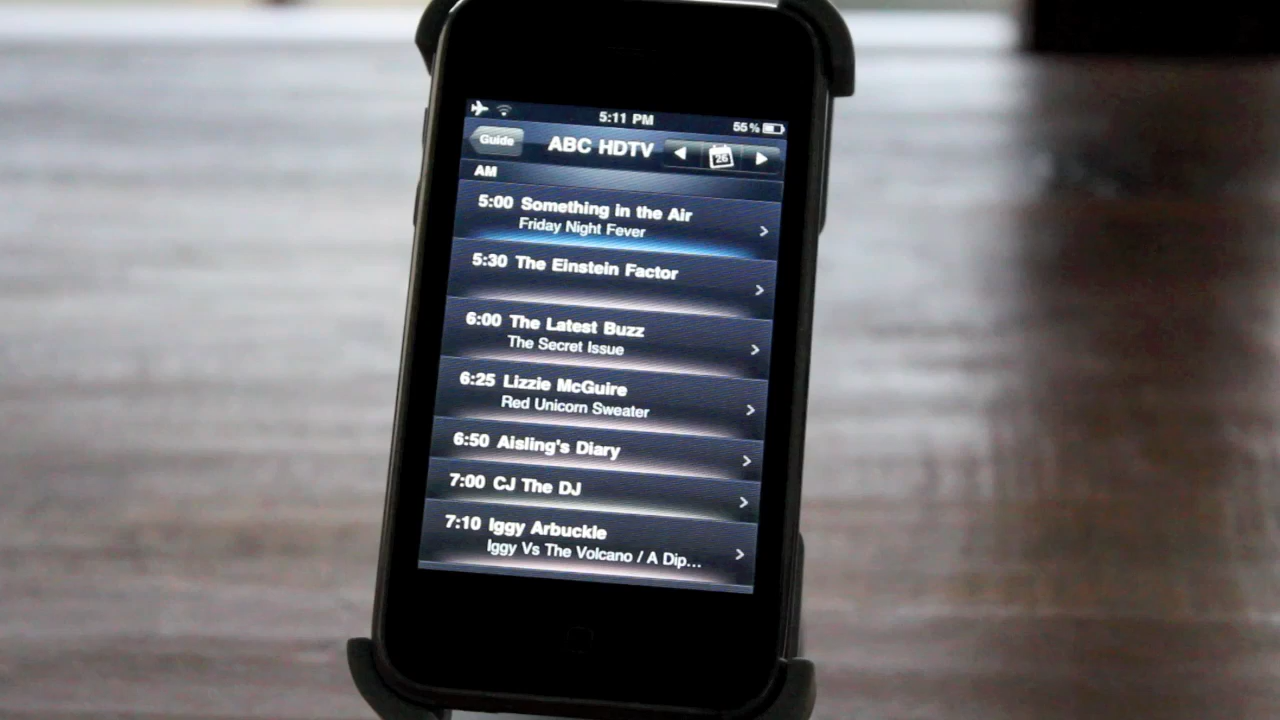 5:11 PM
55%
Guide
ABC HDTV
26
AM
5:00 Something in the Air
Friday Night Fever
5:30 The Einstein Factor
6:00 The Latest Buzz
The Secret Issue
6:25 Lizzie McGuire
Red Unicorn Sweater
6:50 Aisling's Diary
7:00 CJ The DJ
7:10 Iggy Arbuckle
Iggy Vs The Volcano / A Dip...